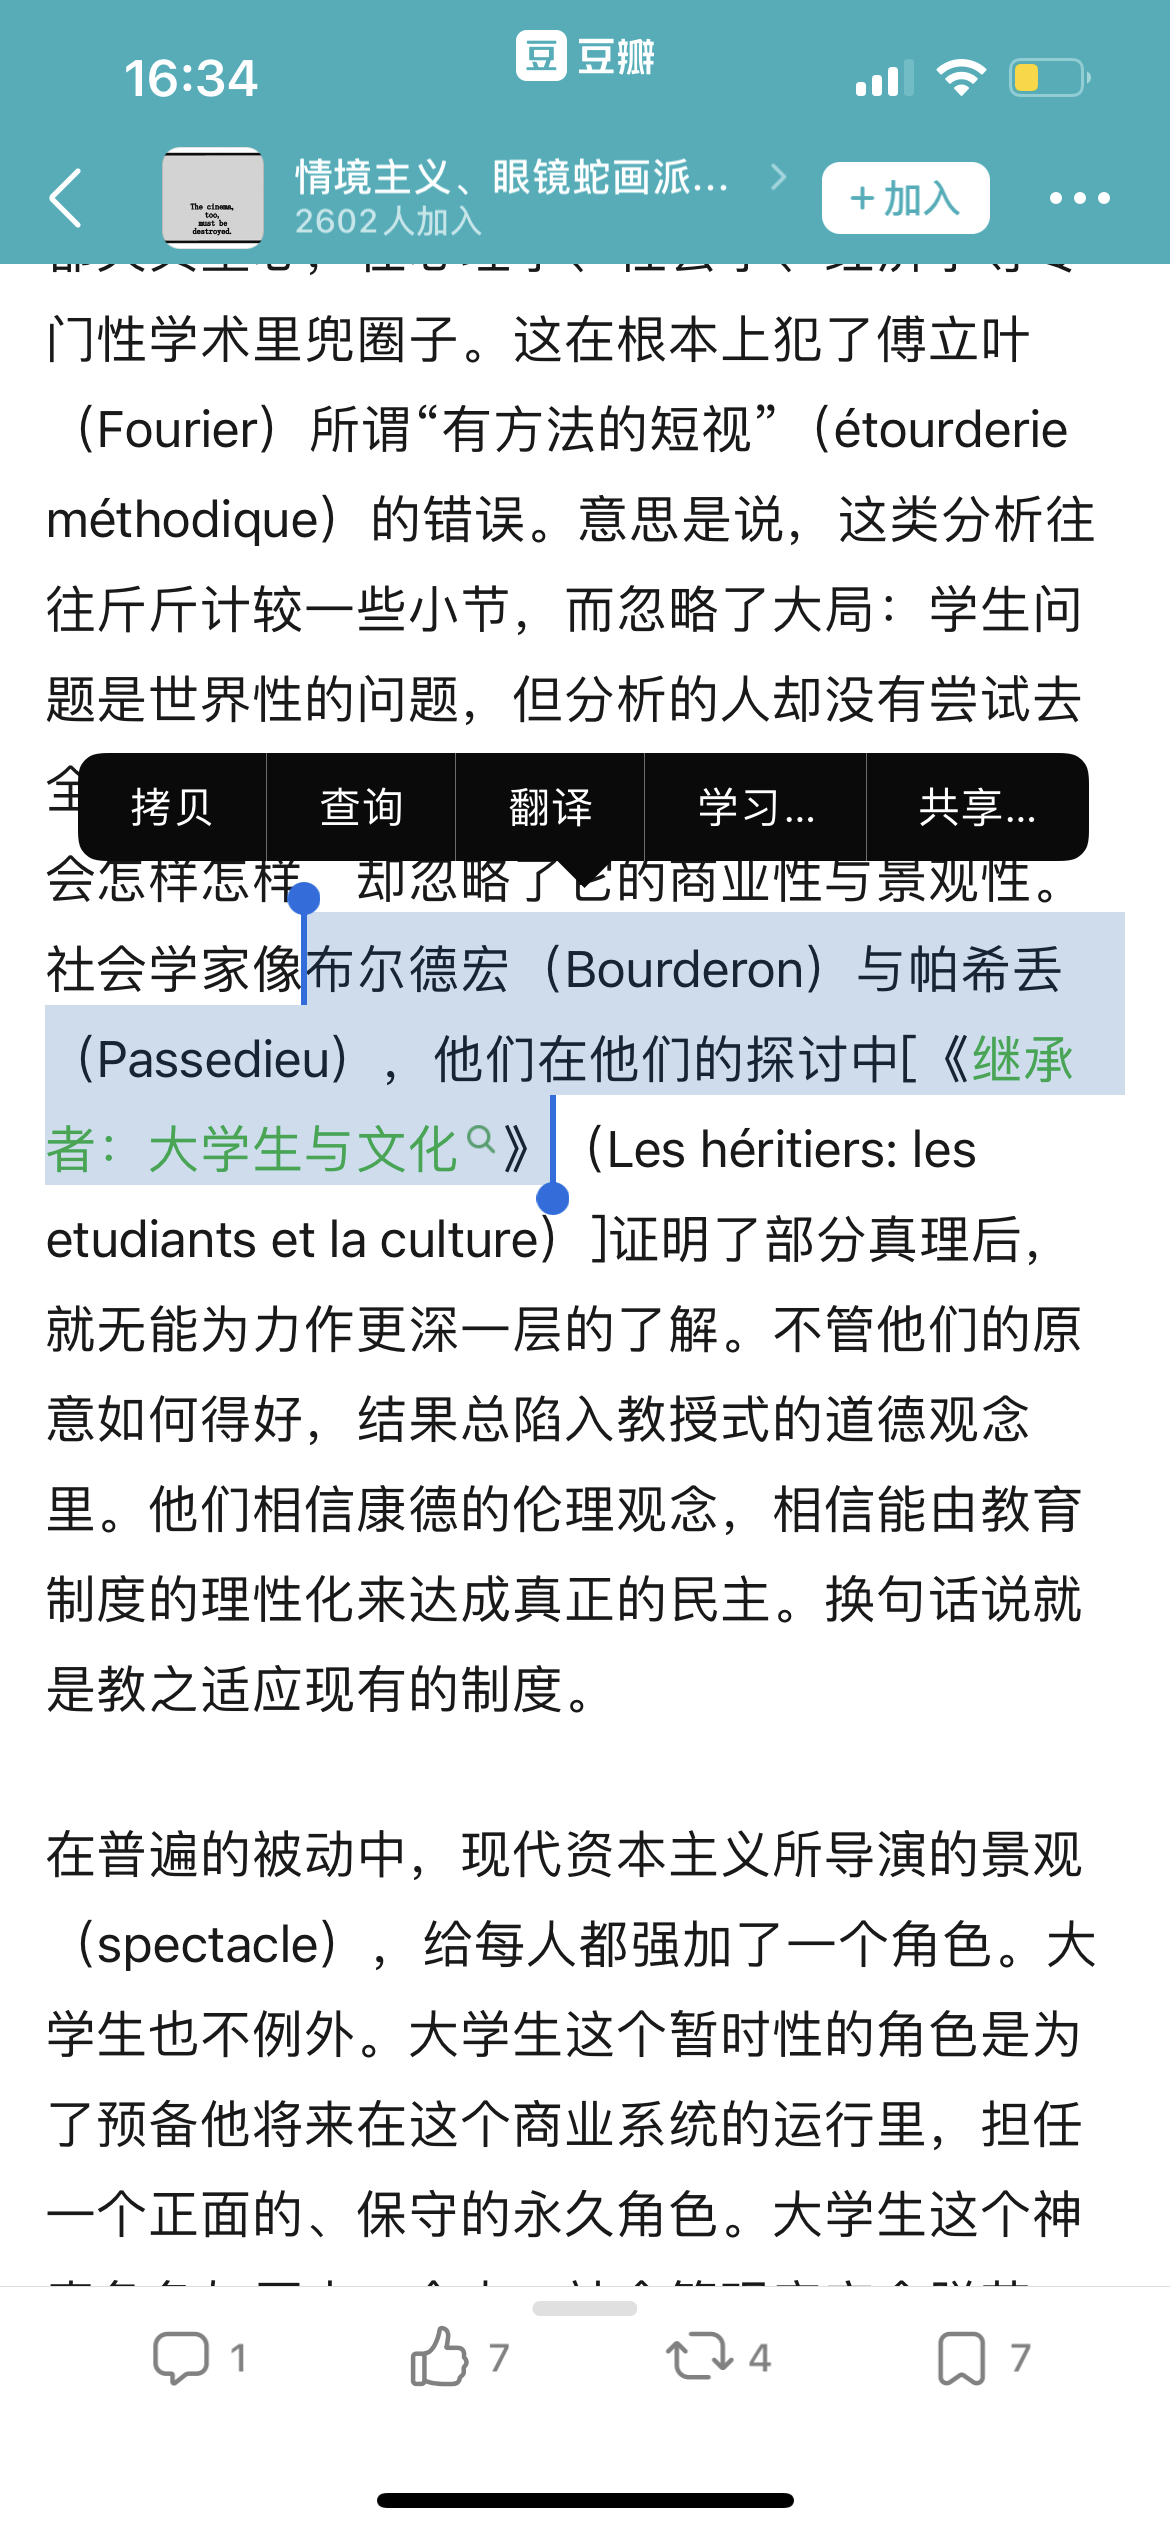 16:34
豆 豆瓣
The cinema,
too,
must be
destroyed.
情境主义、眼镜蛇画派...
2602人加入
+ 加入
门性学术里兜圈子。这在根本上犯了傅立叶
（Fourier）所谓“有方法的短视”（étourderie
méthodique）的错误。意思是说，这类分析往
往斤斤计较一些小节，而忽略了大局：学生问
题是世界性的问题，但分析的人却没有尝试去
全
拷贝 查询 翻译 学习... 共享...
会怎样怎样 却忽略了它的商业性与景观性。
社会学家像布尔德宏（Bourderon）与帕希丢
（Passedieu），他们在他们的探讨中[《继承
者：大学生与文化》（Les héritiers: les
etudiants et la culture）]证明了部分真理后，
就无能为力作更深一层的了解。不管他们的原
意如何得好，结果总陷入教授式的道德观念
里。他们相信康德的伦理观念，相信能由教育
制度的理性化来达成真正的民主。换句话说就
是教之适应现有的制度。
在普遍的被动中，现代资本主义所导演的景观
（spectacle），给每人都强加了一个角色。大
学生也不例外。大学生这个暂时性的角色是为
了预备他将来在这个商业系统的运行里，担任
一个正面的、保守的永久角色。大学生这个神
1 7 4 7